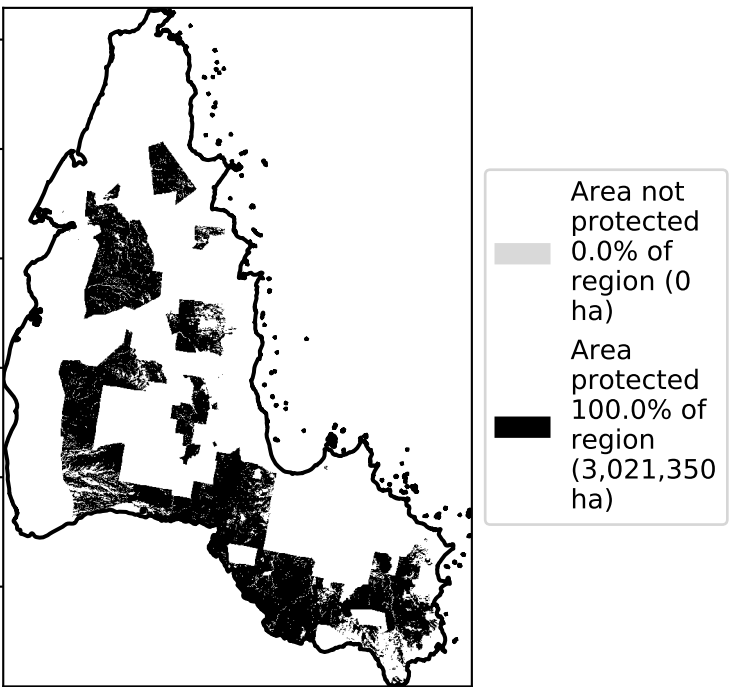 Area not
protected
0.0% of
region (0
ha)
Area
protected
100.0% of
region
(3,021,350
ha)